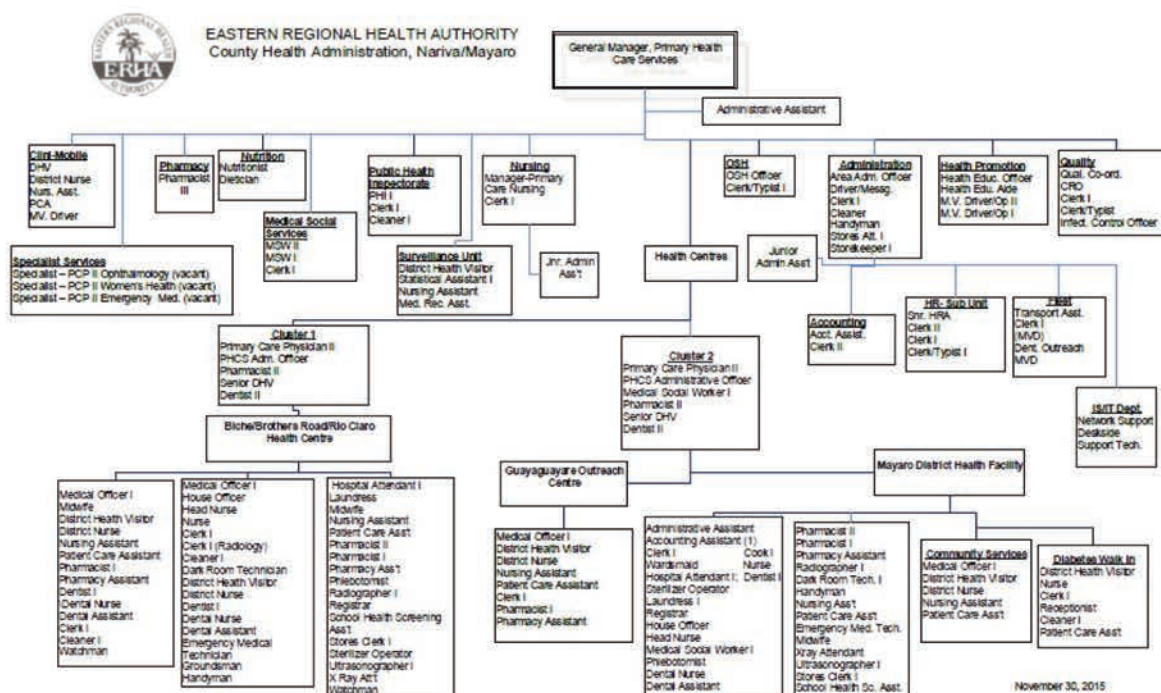 EASTERN REGIONAL HEALTH AUTHORITY
County Health Administration, Nariva/Mayaro
EASTERN REGIONAL HEALTH
ERHA
AUTHORITY
General Manager, Primary Health
Care Services
Administrative Assistant
Clini-Mobile
DHV
District Nurse
Nurs. Asst.
PCA
MV. Driver
Pharmacy
Pharmacist
III
Nutrition
Nutritionist
Dietician
Medical Social
Services
MSW II
MSW I
Clerk I
Public Health
Inspectorate
PHI I
Clerk I
Cleaner I
Nursing
Manager-Primary
Care Nursing
Clerk I
OSH
OSH Officer
Clerk/Typist I
Administration
Area Adm. Officer
Driver/Messg.
Clerk I
Cleaner
Handyman
Stores Att. I
Storekeeper I
Health Promotion
Health Educ. Officer
Health Edu. Aide
M.V. Driver/Op II
M.V. Driver/Op I
Quality
Qual. Co-ord.
CRO
Clerk I
Clerk/Typist
Infect. Control Officer
Specialist Services
Specialist – PCP II Ophthalmology (vacant)
Specialist – PCP II Women's Health (vacant)
Specialist – PCP II Emergency Med. (vacant)
Surveillance Unit
District Health Visitor
Statistical Assistant I
Nursing Assistant
Med. Rec. Asst.
Jnr. Admin
Ass't
Health Centres
Junior
Admin Ass't
Accounting
Acct. Assist.
Clerk II
HR- Sub Unit
Snr. HRA
Clerk II
Clerk I
Clerk/Typist I
Fleet
Transport Asst.
Clerk I
(MVD)
Dent. Outreach
MVD
IS/IT Dept.
Network Support
Deskside
Support Tech.
Cluster 1
Primary Care Physician II
PHCS Adm. Officer
Pharmacist II
Senior DHV
Dentist II
Cluster 2
Primary Care Physician II
PHCS Administrative Officer
Medical Social Worker I
Pharmacist II
Senior DHV
Dentist II
Biche/Brothers Road/Rio Claro
Health Centre
Guayaguayare Outreach
Centre
Mayaro District Health Facility
Medical Officer I
Midwife
District Health Visitor
District Nurse
Nursing Assistant
Patient Care Assistant
Pharmacist I
Pharmacy Assistant
Dentist I
Dental Nurse
Dental Assistant
Clerk I
Cleaner I
Watchman
Medical Officer I
House Officer
Head Nurse
Nurse
Clerk I
Clerk I (Radiology)
Cleaner I
Dark Room Technician
District Health Visitor
District Nurse
Dentist I
Dental Nurse
Dental Assistant
Emergency Medical
Technician
Groundsman
Handyman
Hospital Attendant I
Laundress
Midwife
Nursing Assistant
Patient Care Ass't
Pharmacist II
Pharmacist I
Pharmacy Ass't
Phlebotomist
Radiographer I
Registrar
School Health Screening
Ass't
Stores Clerk I
Sterilizer Operator
Ultrasonographer I
X Ray Att't
Watchman
Medical Officer I
District Health Visitor
District Nurse
Nursing Assistant
Patient Care Assistant
Clerk I
Pharmacist I
Pharmacy Assistant
Administrative Assistant
Accounting Assistant (1)
Clerk I Cook I
Wardsmaid Nurse
Hospital Attendant I; Dentist I
Sterilizer Operator
Laundress I
Registrar
House Officer
Head Nurse
Medical Social Worker I
Phlebotomist
Dental Nurse
Dental Assistant
Pharmacist II
Pharmacist I
Pharmacy Assistant
Radiographer I
Dark Room Tech. I
Handyman
Nursing Ass't
Patient Care Ass't
Emergency Med. Tech.
Midwife
Xray Attendant
Ultrasonographer I
Stores Clerk I
School Health Sc. Asst.
Community Services
Medical Officer I
District Health Visitor
District Nurse
Nursing Assistant
Patient Care Ass't
Diabetes Walk In
District Health Visitor
Nurse
Clerk I
Receptionist
Cleaner I
Patient Care Ass't
November 30, 2015